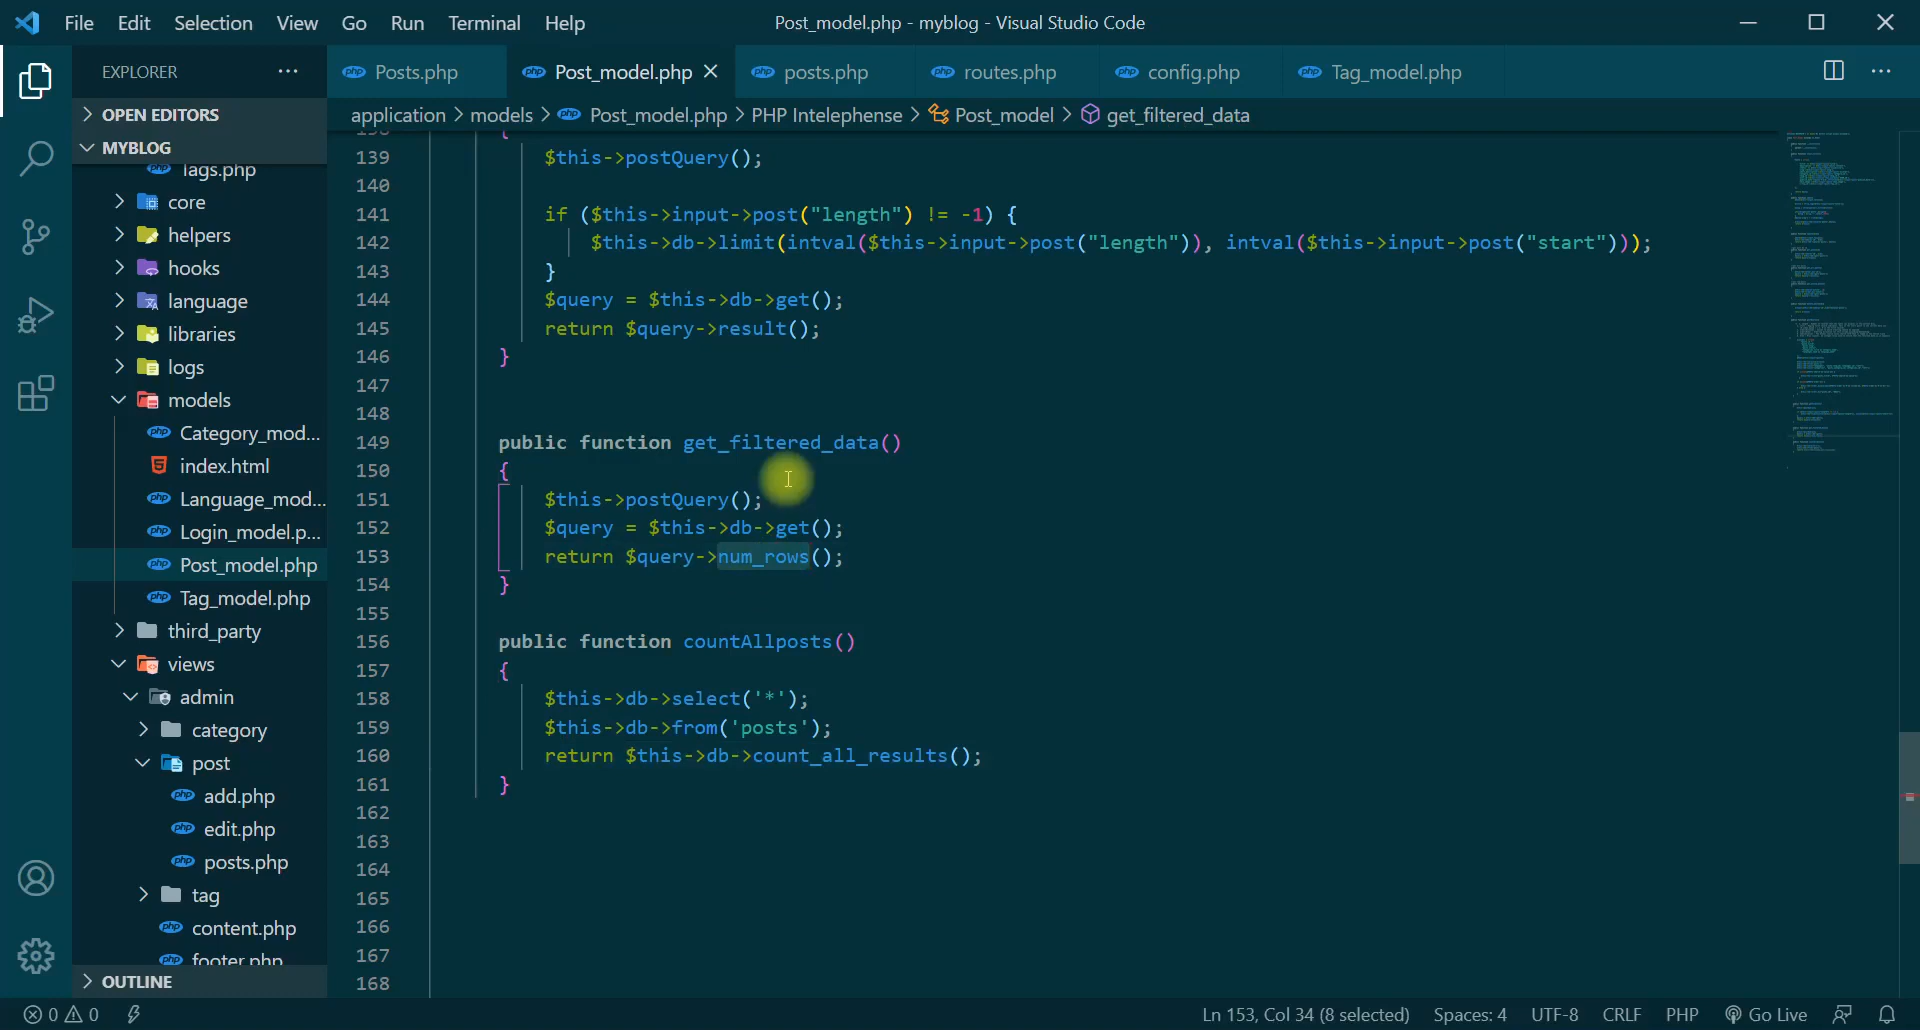 File Edit Selection View Go Run Terminal Help
Post_model.php - myblog - Visual Studio Code
EXPLORER
Posts.php
Post_model.php
posts.php
routes.php
config.php
Tag_model.php
application > models > Post_model.php > PHP Intelephense > Post_model > get_filtered_data
OPEN EDITORS
MYBLOG
Tags.php
core
helpers
hooks
language
libraries
logs
models
Category_mod...
index.html
Language_mod...
Login_model.p...
Post_model.php
Tag_model.php
third_party
views
admin
category
post
add.php
edit.php
posts.php
tag
content.php
footer.php
OUTLINE
138 {
139 $this->postQuery();
140
141 if ($this->input->post("length") != -1) {
142 $this->db->limit(intval($this->input->post("length")), intval($this->input->post("start")));
143 }
144 $query = $this->db->get();
145 return $query->result();
146 }
147
148
149 public function get_filtered_data()
150 {
151 $this->postQuery();
152 $query = $this->db->get();
153 return $query->num_rows();
154 }
155
156 public function countAllposts()
157 {
158 $this->db->select('*');
159 $this->db->from('posts');
160 return $this->db->count_all_results();
161 }
162
163
164
165
166
167
168
0 0
Ln 153, Col 34 (8 selected) Spaces: 4 UTF-8 CRLF PHP Go Live